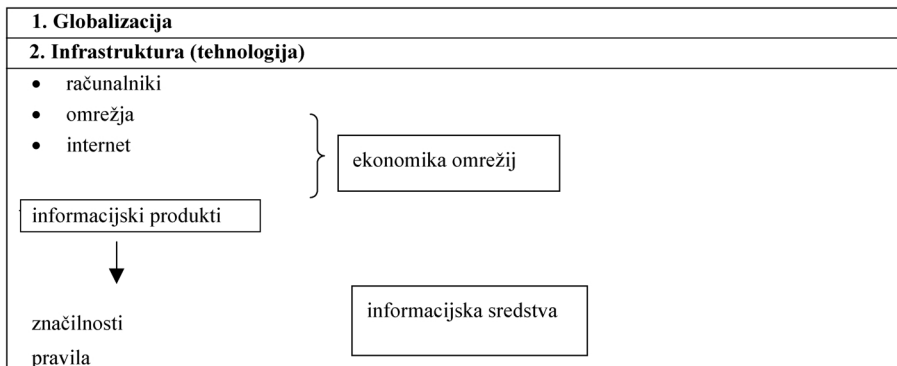 1. Globalizacija
2. Infrastruktura (tehnologija)
• računalniki
• omrežja
• internet
ekonomika omrežij
informacijski produkti
informacijska sredstva
značilnosti
pravila